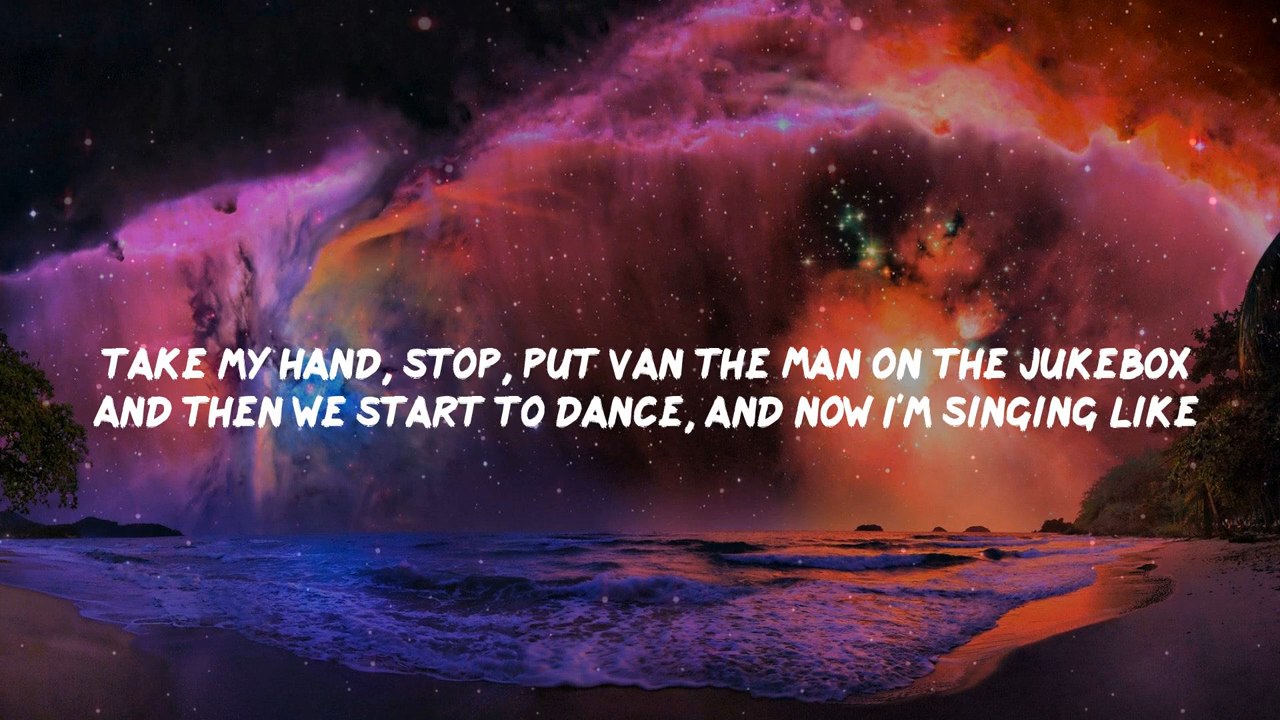 TAKE MY HAND, STOP, PUT VAN THE MAN ON THE JUKEBOX
AND THEN WE START TO DANCE, AND NOW I'M SINGING LIKE